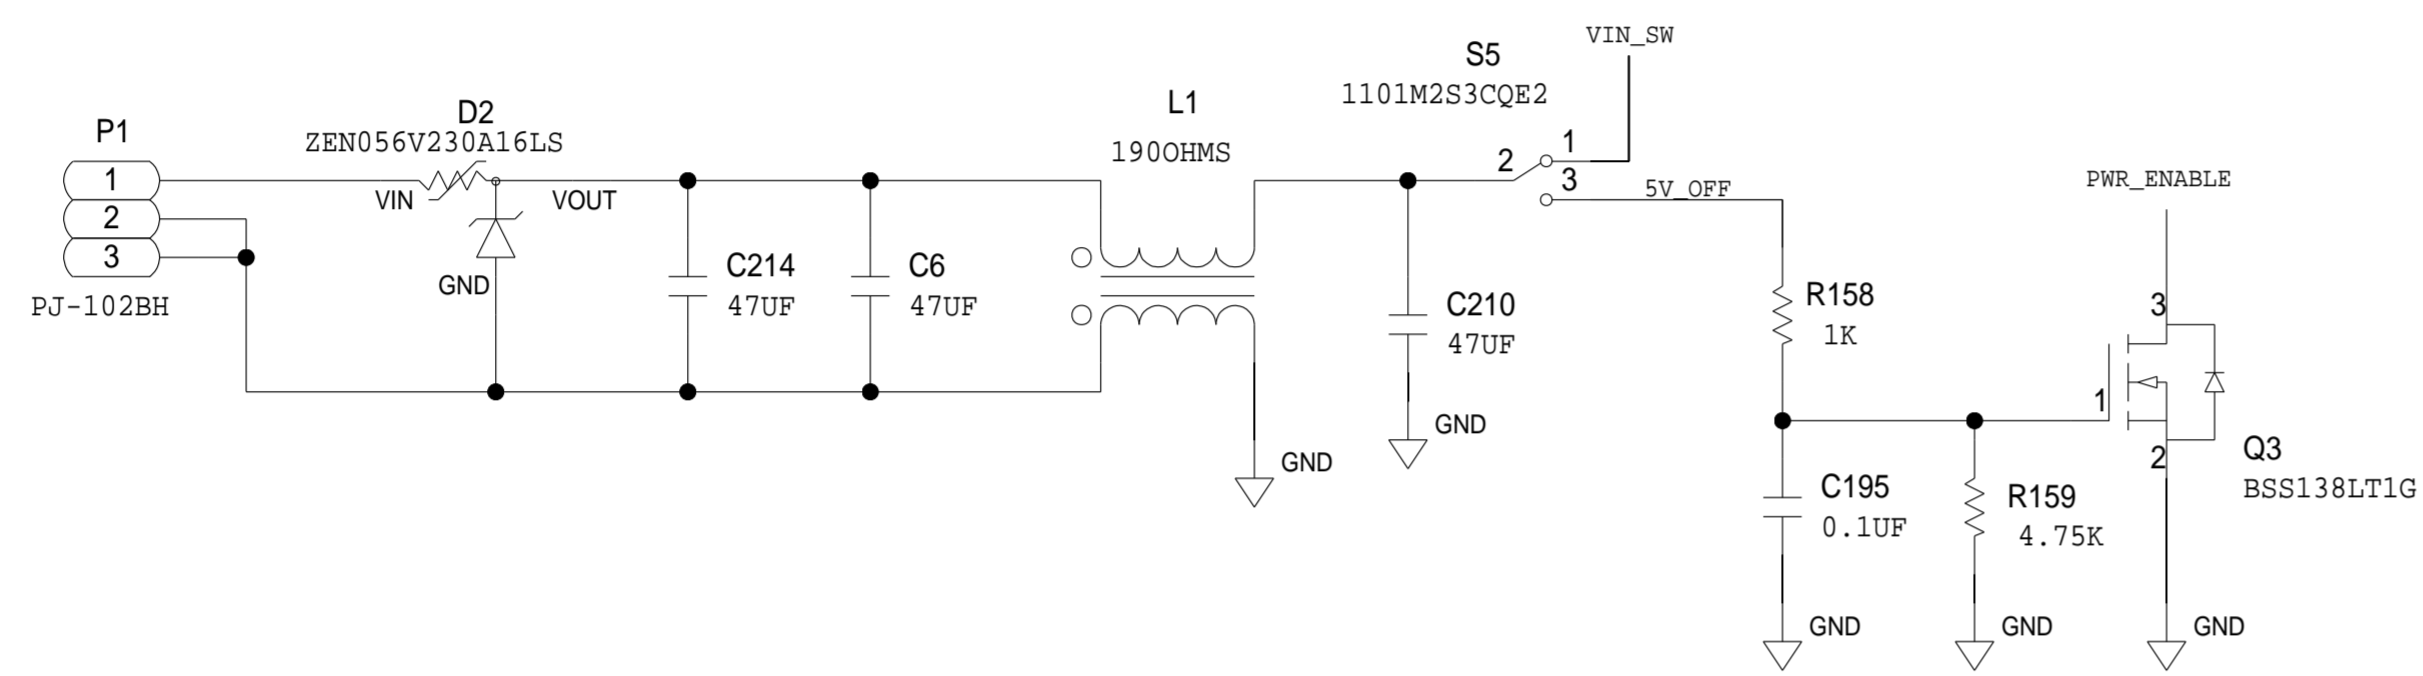 P1
1
2
3
PJ-102BH
D2
ZEN056V230A16LS
VIN
VOUT
GND
C214
47UF
C6
47UF
L1
190OHMS
GND
C210
47UF
GND
S5
1101M2S3CQE2
2
1
3
VIN_SW
5V_OFF
R158
1K
C195
0.1UF
GND
R159
4.75K
GND
PWR_ENABLE
3
1
2
Q3
BSS138LT1G
GND